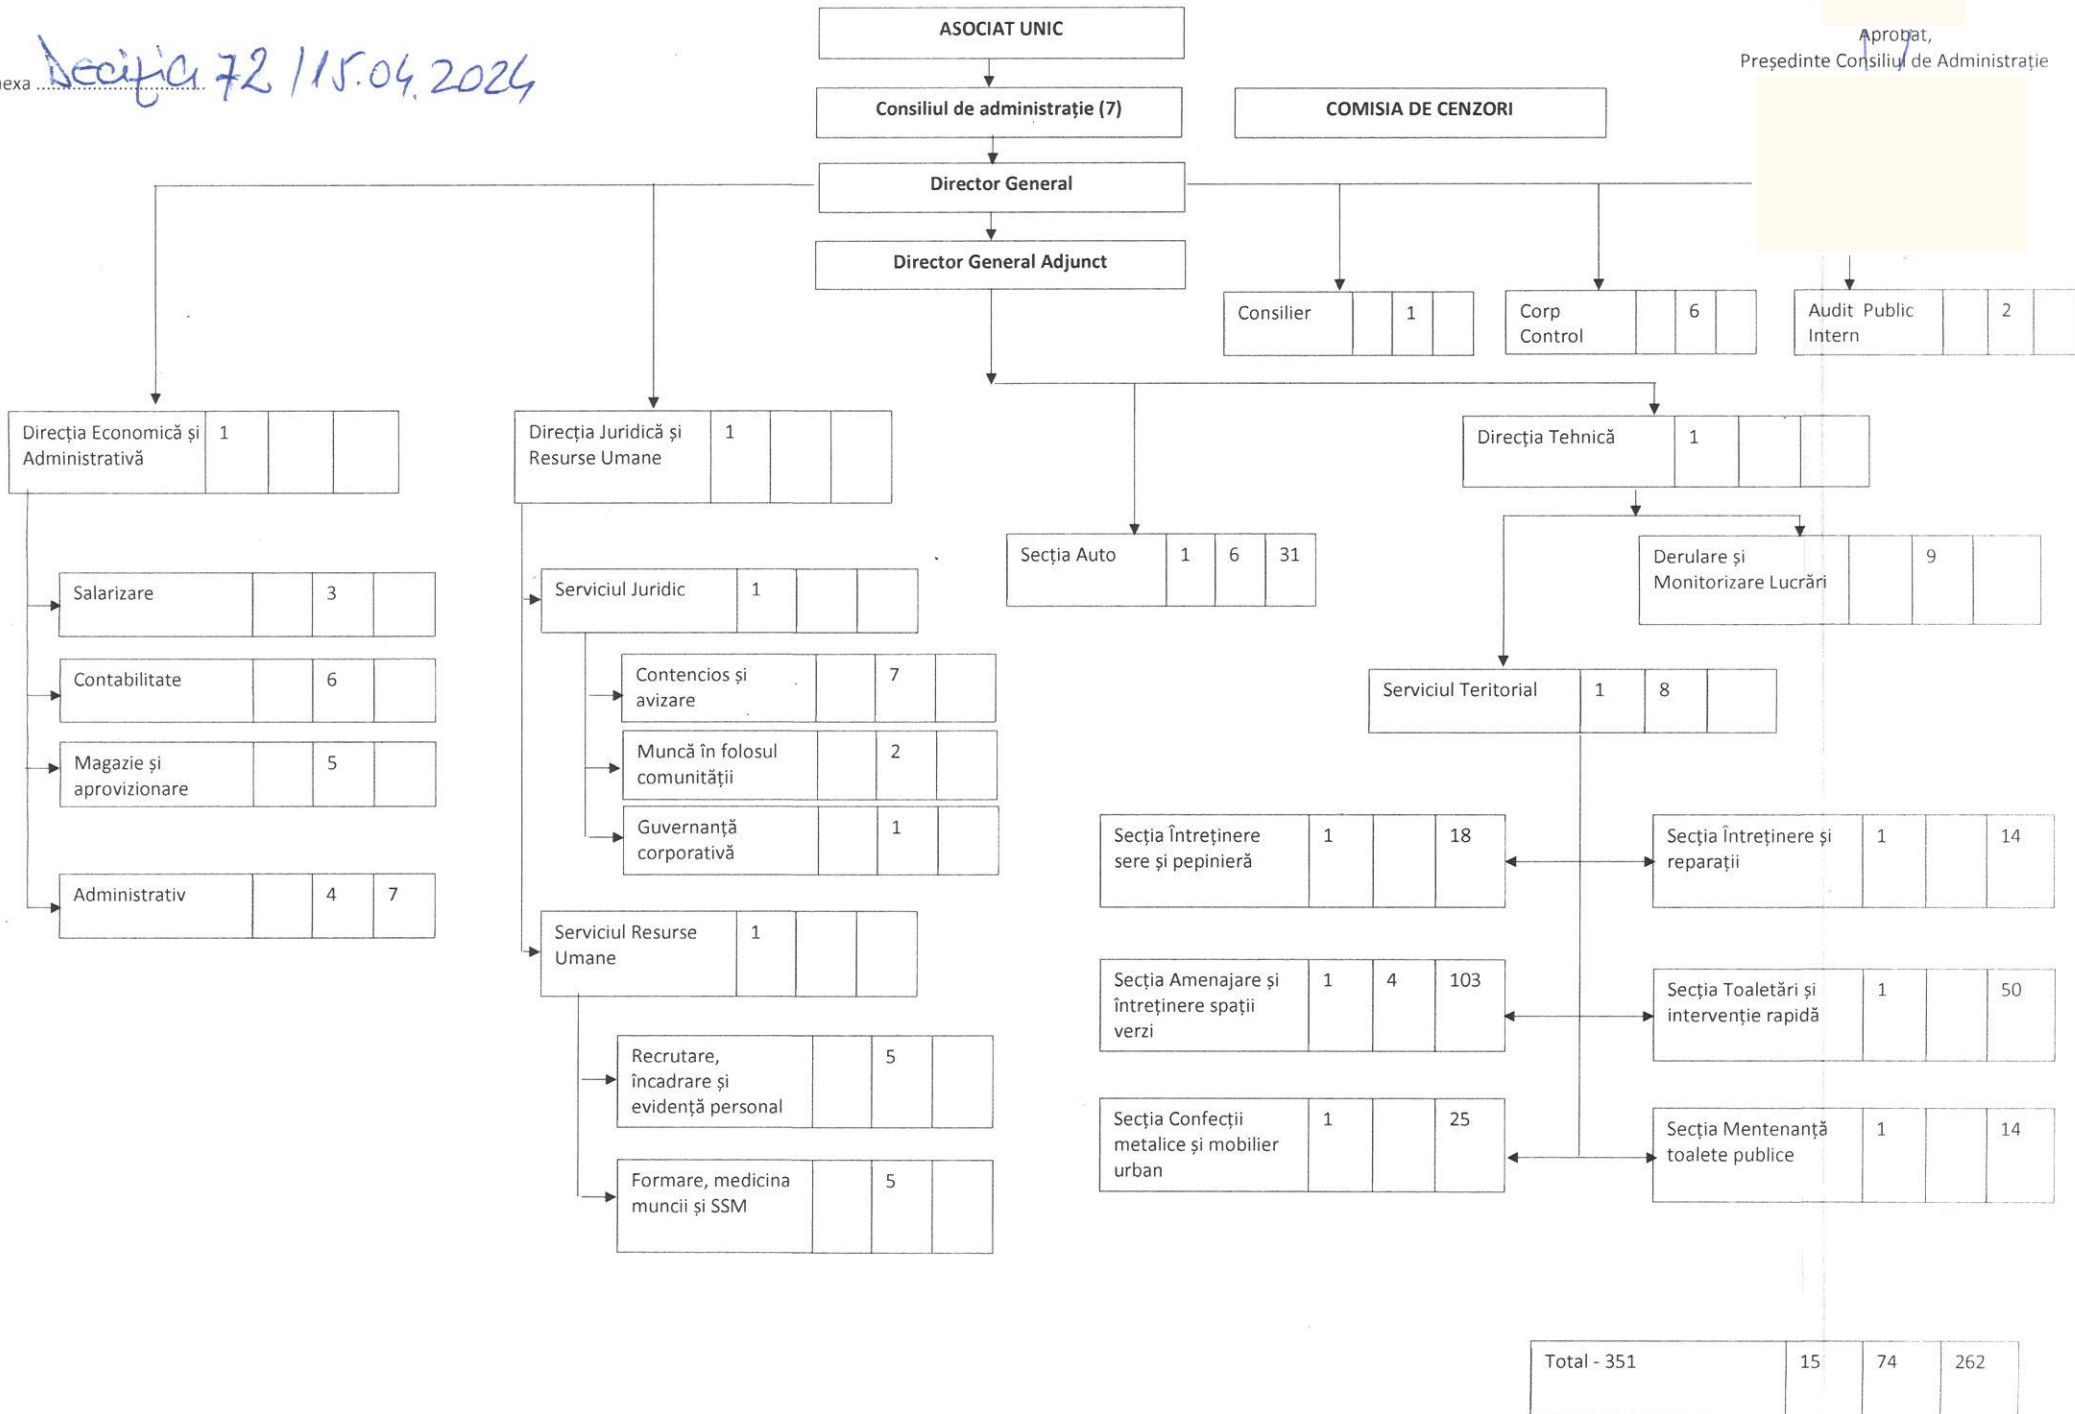 ASOCIAT UNIC
Aprobat,
Președinte Consiliul de Administrație
Decizia 72 / 15.04.2024
Consiliul de administrație (7)
COMISIA DE CENZORI
Director General
Director General Adjunct
Consilier 1
Corp 6
Control
Audit Public 2
Intern
Direcția Economică și 1
Administrativă
Direcția Juridică și 1
Resurse Umane
Direcția Tehnică 1
Secția Auto 1 6 31
Derulare și 9
Monitorizare Lucrări
Salarizare 3
Contabilitate 6
Magazie și 5
aprovizionare
Administrativ 4 7
Serviciul Juridic 1
Contencios și 7
avizare
Muncă în folosul 2
comunității
Guvernanță 1
corporativă
Serviciul Resurse 1
Umane
Recrutare, 5
încadrare și
evidență personal
Formare, medicina 5
muncii și SSM
Serviciul Teritorial 1 8
Secția Întreținere 1 18
sere și pepinieră
Secția Întreținere și 1 14
reparații
Secția Amenajare și 1 4 103
întreținere spații
verzi
Secția Toaletări și 1 50
intervenție rapidă
Secția Confecții 1 25
metalice și mobilier
urban
Secția Mentenanță 1 14
toalete publice
Total - 351 15 74 262